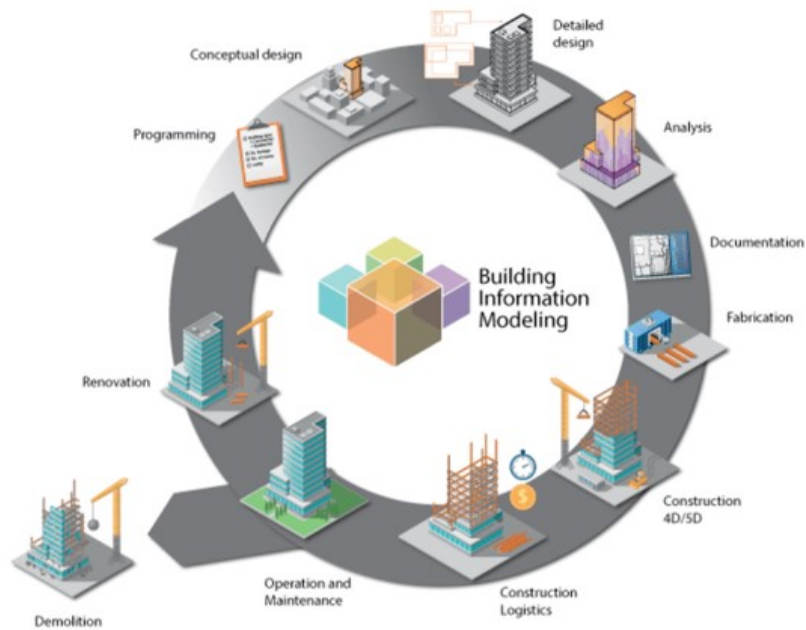 Conceptual design
Detailed
design
Programming
Analysis
Building
Information
Modeling
Documentation
Fabrication
Renovation
Construction
4D/5D
Construction
Logistics
Operation and
Maintenance
Demolition
S